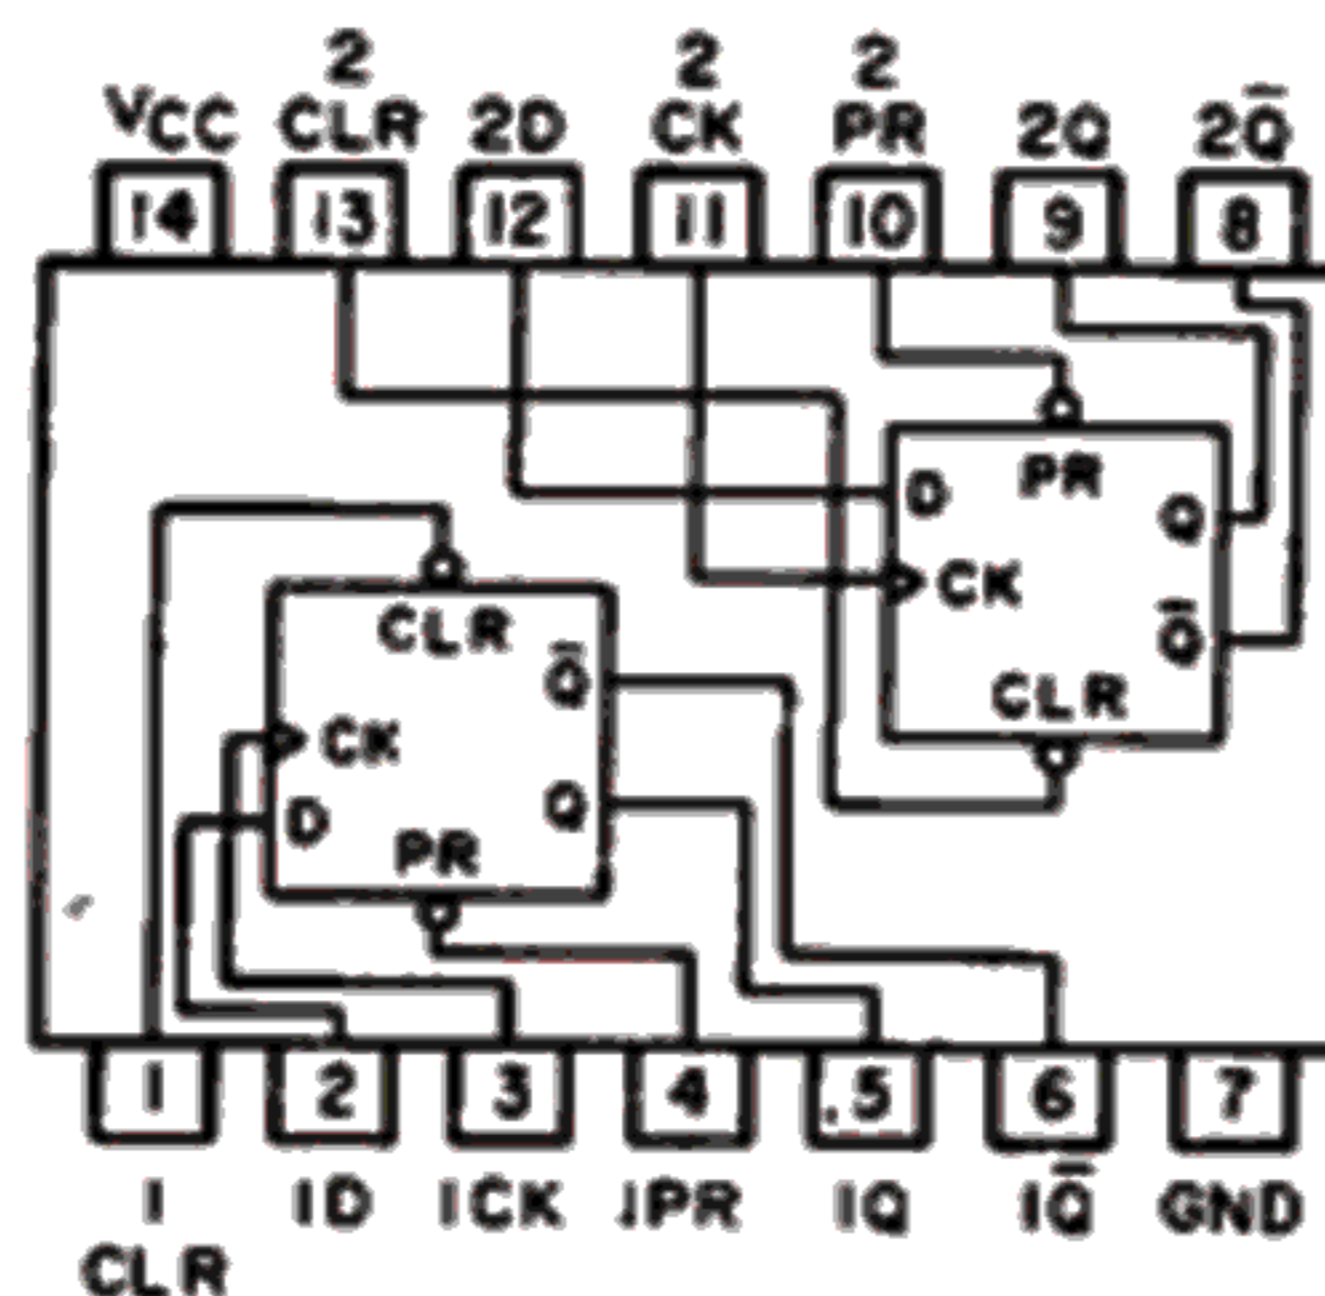 2 2 2
VCC CLR 2D CK PR 2Q 2Q̅
14 13 12 11 10 9 8
PR
D Q
CK
Q̅
CLR
CLR
Q̅
CK
D Q
PR
1 2 3 4 5 6 7
1 1D 1CK 1PR 1Q 1Q̅ GND
CLR